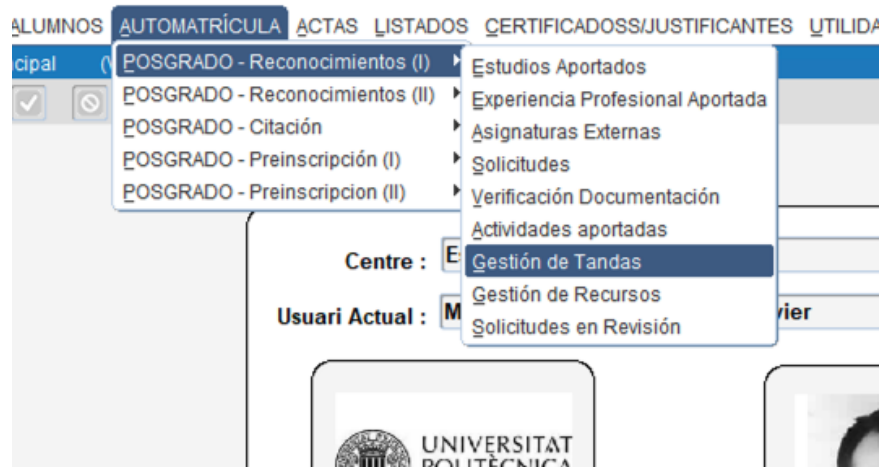 ALUMNOS AUTOMATRÍCULA ACTAS LISTADOS CERTIFICADOSS/JUSTIFICANTES UTILIDA
cipal
POSGRADO - Reconocimientos (I)
POSGRADO - Reconocimientos (II)
POSGRADO - Citación
POSGRADO - Preinscripción (I)
POSGRADO - Preinscripcion (II)
Estudios Aportados
Experiencia Profesional Aportada
Asignaturas Externas
Solicitudes
Verificación Documentación
Actividades aportadas
Gestión de Tandas
Gestión de Recursos
Solicitudes en Revisión
Centre : E
Usuari Actual : M vier
UNIVERSITAT
POLITÈCNICA